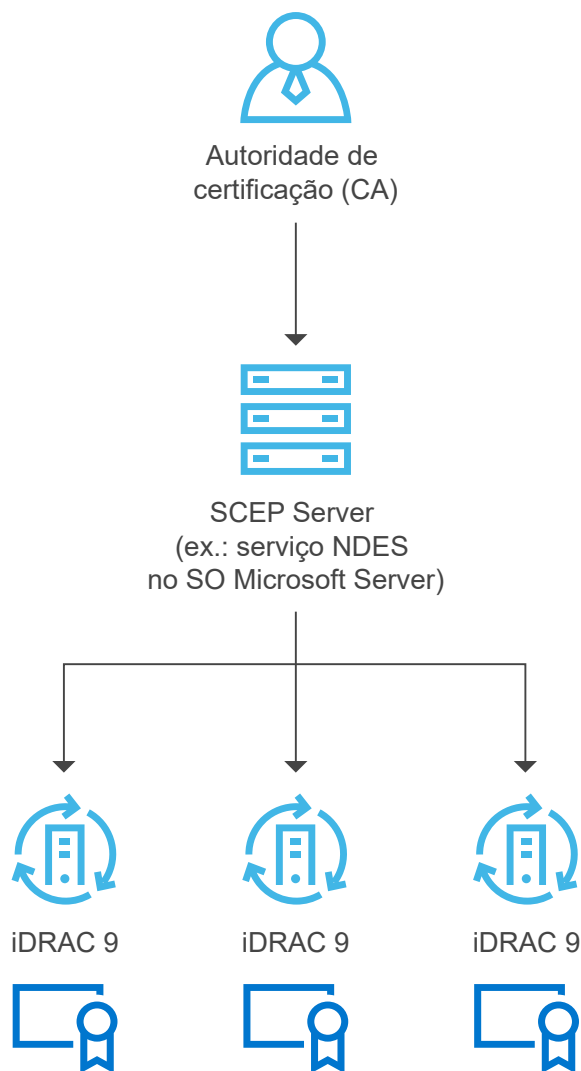 Autoridade de
certificação (CA)
SCEP Server
(ex.: serviço NDES
no SO Microsoft Server)
iDRAC 9
iDRAC 9
iDRAC 9